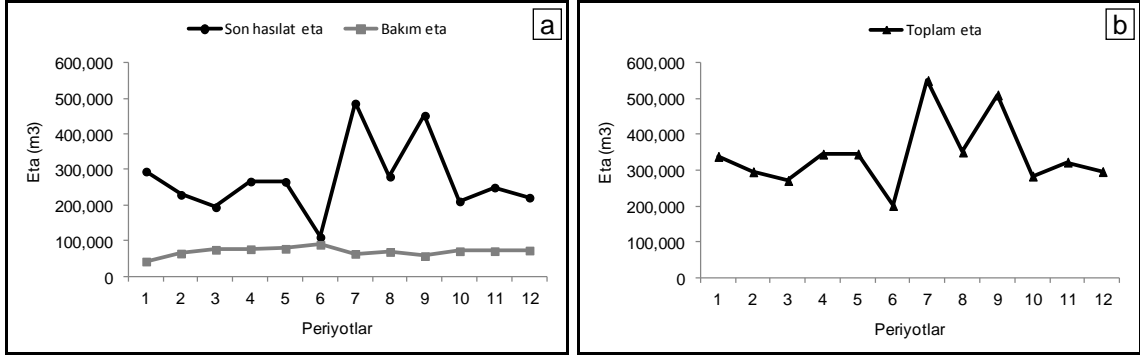 Son hasılat eta Bakım eta
a
600,000
500,000
400,000
300,000
200,000
100,000
0
Eta (m3)
1 2 3 4 5 6 7 8 9 10 11 12
Periyotlar
Toplam eta
b
600,000
500,000
400,000
300,000
200,000
100,000
0
Eta (m3)
1 2 3 4 5 6 7 8 9 10 11 12
Periyotlar